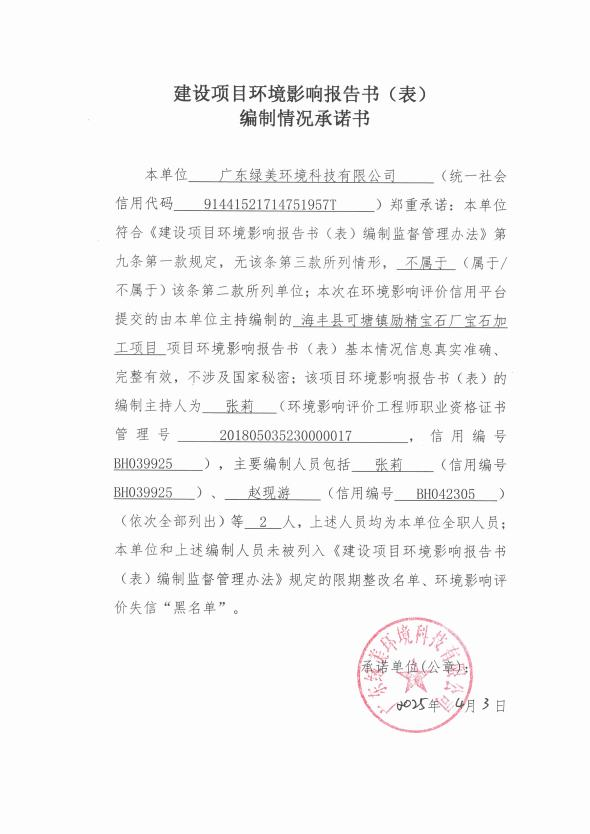 建设项目环境影响报告书（表）
编制情况承诺书
本单位 广东绿美环境科技有限公司 （统一社会
信用代码 91441521714751957T ）郑重承诺：本单位
符合《建设项目环境影响报告书（表）编制监督管理办法》第
九条第一款规定，无该条第三款所列情形， 不属于 （属于/
不属于）该条第二款所列单位；本次在环境影响评价信用平台
提交的由本单位主持编制的 海丰县可塘镇励精宝石厂宝石加
工项目 项目环境影响报告书（表）基本情况信息真实准确、
完整有效，不涉及国家秘密；该项目环境影响报告书（表）的
编制主持人为 张莉 （环境影响评价工程师职业资格证书
管理号 201805035230000017 ，信用编号
BH039925 ），主要编制人员包括 张莉 （信用编号
BH039925 ）、 赵现游 （信用编号 BH042305 ）
（依次全部列出）等 2 人，上述人员均为本单位全职人员；
本单位和上述编制人员未被列入《建设项目环境影响报告书
（表）编制监督管理办法》规定的限期整改名单、环境影响评
价失信“黑名单”。
广东绿美环境科技有限公司
承诺单位(公章)：
2025年 4月 3日